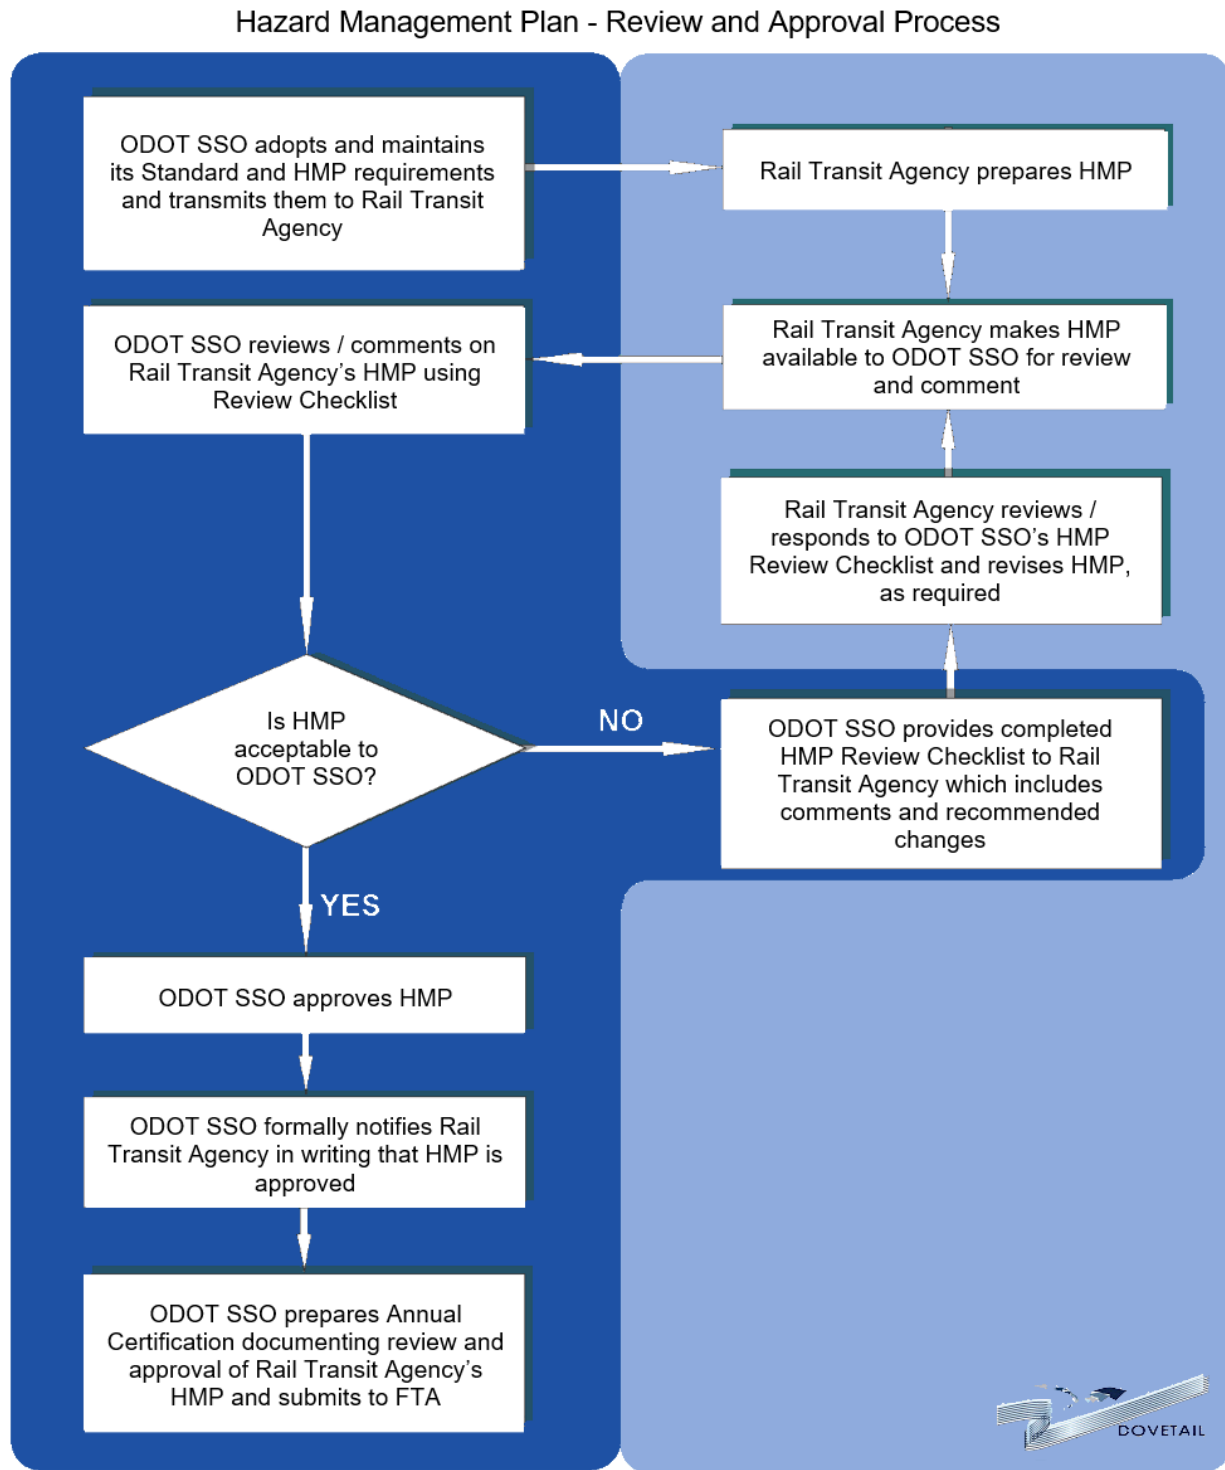 Hazard Management Plan - Review and Approval Process
ODOT SSO adopts and maintains
its Standard and HMP requirements
and transmits them to Rail Transit
Agency
Rail Transit Agency prepares HMP
Rail Transit Agency makes HMP
available to ODOT SSO for review
and comment
ODOT SSO reviews / comments on
Rail Transit Agency’s HMP using
Review Checklist
Rail Transit Agency reviews /
responds to ODOT SSO’s HMP
Review Checklist and revises HMP,
as required
Is HMP
acceptable to
ODOT SSO?
NO
ODOT SSO provides completed
HMP Review Checklist to Rail
Transit Agency which includes
comments and recommended
changes
YES
ODOT SSO approves HMP
ODOT SSO formally notifies Rail
Transit Agency in writing that HMP is
approved
ODOT SSO prepares Annual
Certification documenting review and
approval of Rail Transit Agency’s
HMP and submits to FTA
DOVETAIL